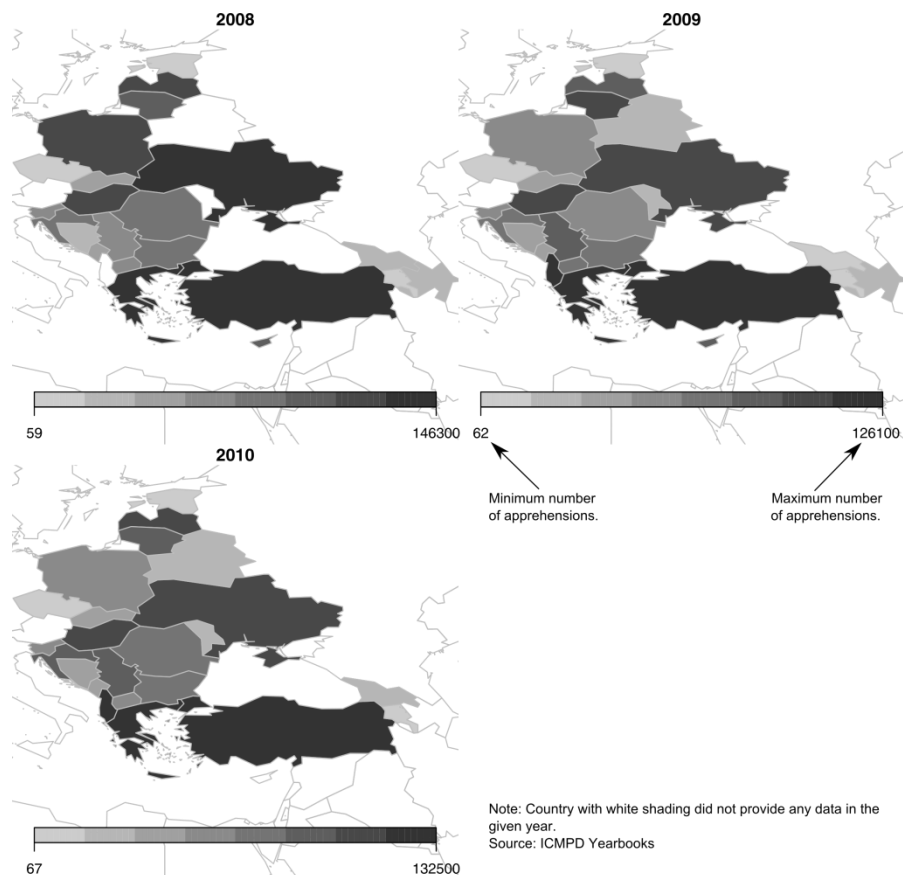 2008
2009
59
146300
62
126100
Minimum number
of apprehensions.
Maximum number
of apprehensions.
2010
67
132500
Note: Country with white shading did not provide any data in the
given year.
Source: ICMPD Yearbooks